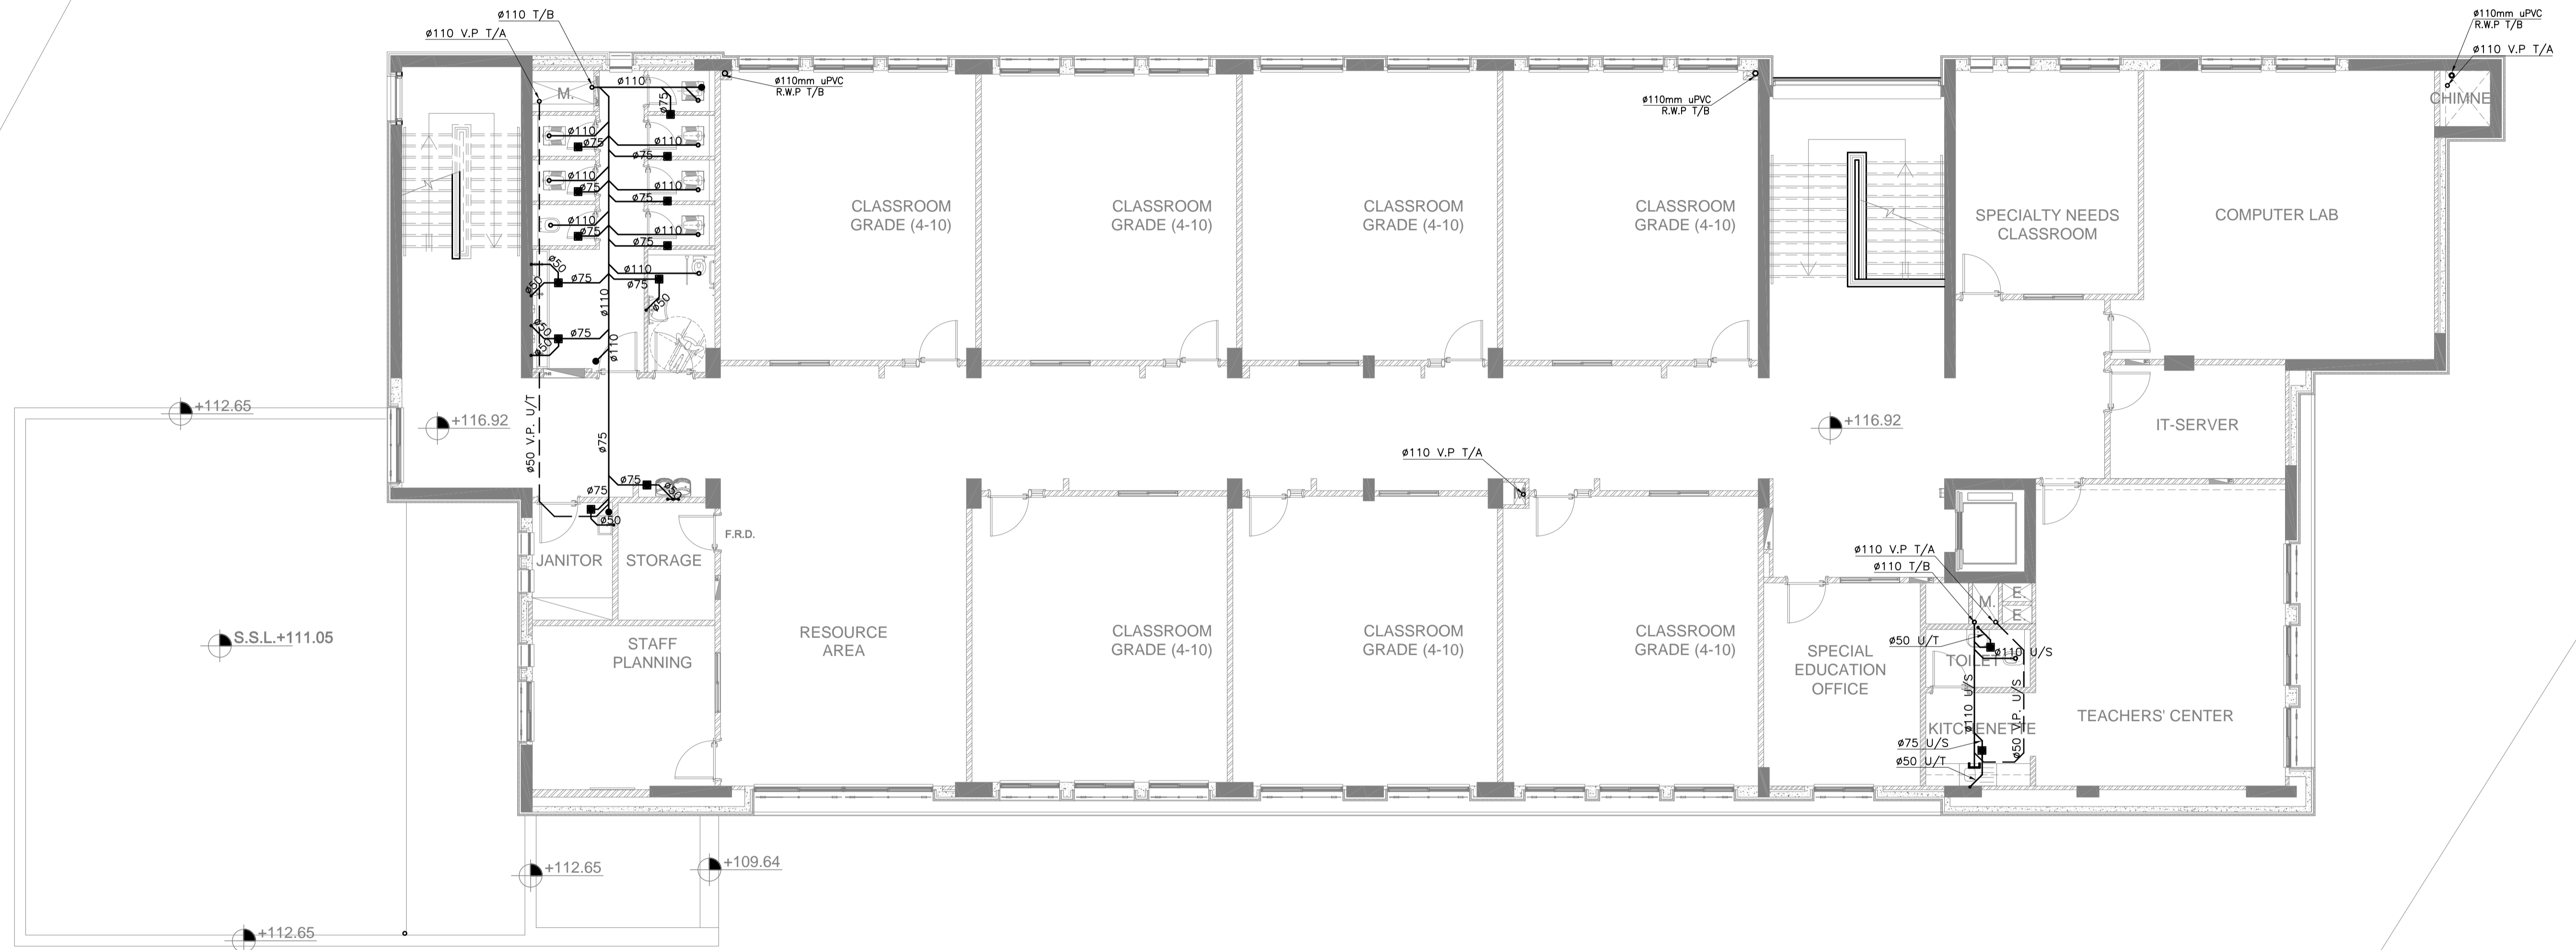 ø110 T/B
ø110 V.P T/A
ø110mm uPVC
R.W.P T/B
ø110mm uPVC
R.W.P T/B
ø110mm uPVC
R.W.P T/B
ø110 V.P T/A
CHIMNE
M.
ø110
ø75
ø110
ø75
ø110
ø75
ø110
ø75
ø110
ø75
ø110
ø75
ø110
ø75
ø110
ø75
ø50
ø75
ø50
ø110
ø75
ø50
ø110
ø50
ø75
ø50
ø110
CLASSROOM
GRADE (4-10)
CLASSROOM
GRADE (4-10)
CLASSROOM
GRADE (4-10)
CLASSROOM
GRADE (4-10)
SPECIALTY NEEDS
CLASSROOM
COMPUTER LAB
+112.65
+116.92
ø50 V.P. U/T
ø75
+116.92
IT-SERVER
ø110 V.P T/A
M
ø75
ø50
ø75
ø50
F.R.D.
JANITOR
STORAGE
S.S.L.+111.05
STAFF
PLANNING
RESOURCE
AREA
CLASSROOM
GRADE (4-10)
CLASSROOM
GRADE (4-10)
CLASSROOM
GRADE (4-10)
SPECIAL
EDUCATION
OFFICE
ø110 V.P T/A
ø110 T/B
M.
E.
E.
ø50 U/T
ø110 U/S
TOILET
ø110 U/S
ø50 V.P. U/S
KITCHENETTE
ø75 U/S
ø50 U/T
TEACHERS' CENTER
+112.65
+109.64
+112.65